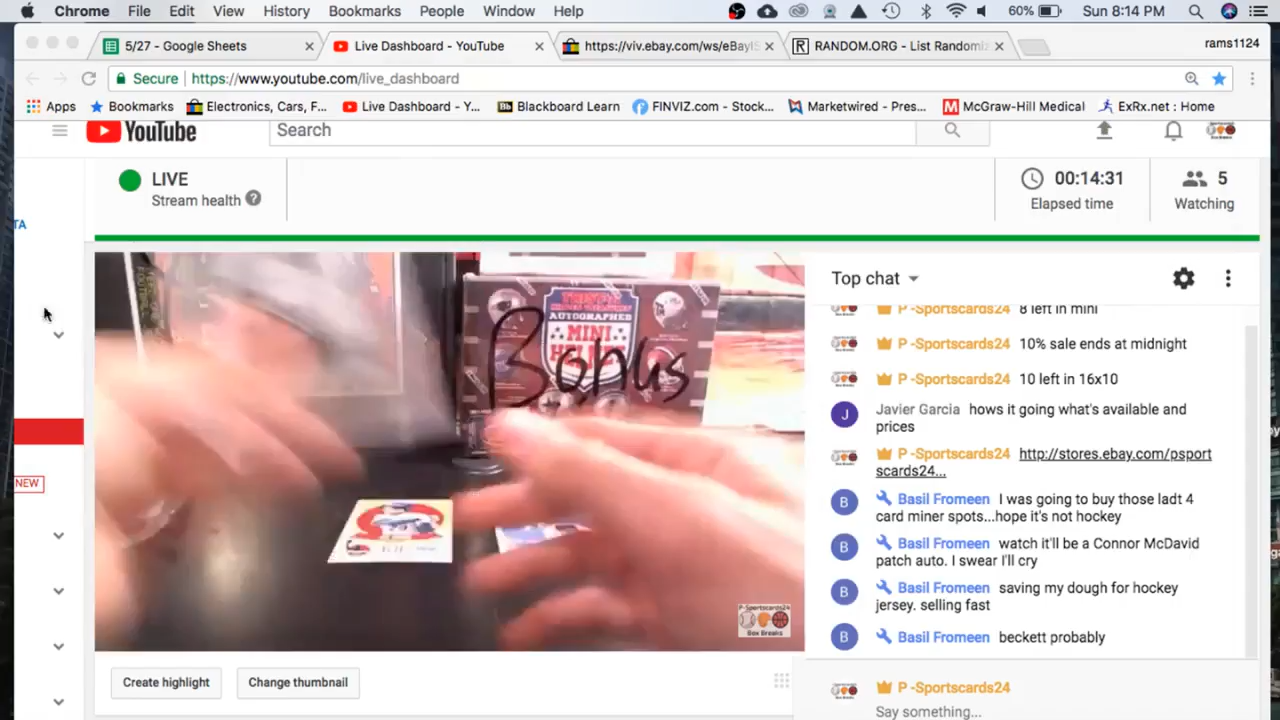 Chrome File Edit View History Bookmarks People Window Help 60% Sun 8:14 PM
5/27 - Google Sheets Live Dashboard - YouTube https://viv.ebay.com/ws/eBayIS RANDOM.ORG - List Randomiz rams1124
Secure https://www.youtube.com/live_dashboard
Apps Bookmarks Electronics, Cars, F... Live Dashboard - Y... Bb Blackboard Learn FINVIZ.com - Stock... Marketwired - Pres... McGraw-Hill Medical ExRx.net : Home
YouTube Search
LIVE
Stream health ?
00:14:31
Elapsed time
5
Watching
TA
NEW
AUTOGRAPHED
MINI
Bonus
P-Sportscards24
Box Breaks
Create highlight Change thumbnail
Top chat
P -Sportscards24 8 left in mini
P -Sportscards24 10% sale ends at midnight
P -Sportscards24 10 left in 16x10
J Javier Garcia hows it going what's available and
prices
P -Sportscards24 http://stores.ebay.com/psport
scards24...
B Basil Fromeen I was going to buy those ladt 4
card miner spots...hope it's not hockey
B Basil Fromeen watch it'll be a Connor McDavid
patch auto. I swear I'll cry
B Basil Fromeen saving my dough for hockey
jersey. selling fast
B Basil Fromeen beckett probably
P -Sportscards24
Say something...